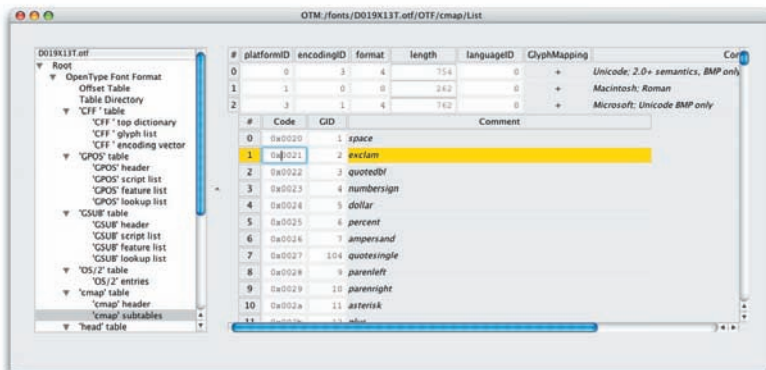 OTM:/fonts/D019X13T.otf/OTF/cmap/List
D019X13T.otf
Root
OpenType Font Format
Offset Table
Table Directory
'CFF ' table
'CFF ' top dictionary
'CFF ' glyph list
'CFF ' encoding vector
'GPOS' table
'GPOS' header
'GPOS' script list
'GPOS' feature list
'GPOS' lookup list
'GSUB' table
'GSUB' header
'GSUB' script list
'GSUB' feature list
'GSUB' lookup list
'OS/2' table
'OS/2' entries
'cmap' table
'cmap' header
'cmap' subtables
'head' table
# platformID encodingID format length languageID GlyphMapping
0 0 3 4 754 0 + Unicode; 2.0+ semantics, BMP only
1 1 0 0 262 0 + Macintosh; Roman
2 3 1 4 762 0 + Microsoft; Unicode BMP only
# Code GID Comment
0 0x0020 1 space
1 0x0021 2 exclam
2 0x0022 3 quotedbl
3 0x0023 4 numbersign
4 0x0024 5 dollar
5 0x0025 6 percent
6 0x0026 7 ampersand
7 0x0027 104 quotesingle
8 0x0028 9 parenleft
9 0x0029 10 parenright
10 0x002a 11 asterisk